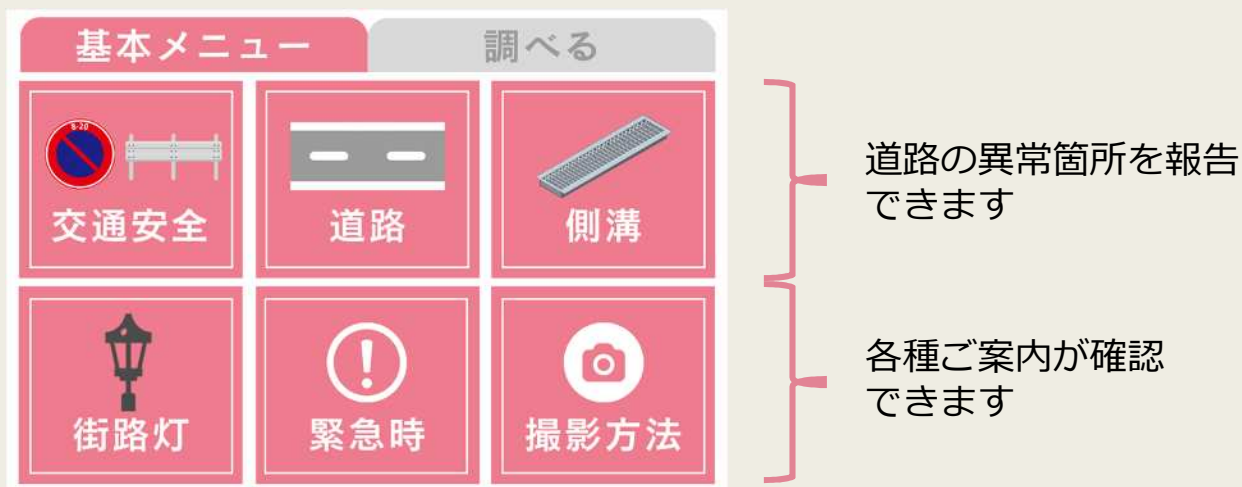 基本メニュー
調べる
8-20
交通安全
道路
側溝
道路の異常箇所を報告
できます
街路灯
緊急時
撮影方法
各種ご案内が確認
できます